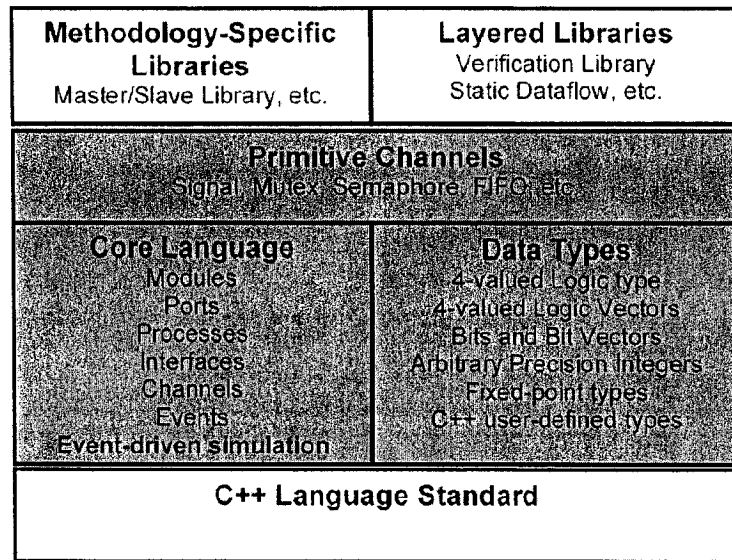 Methodology-Specific
Libraries
Master/Slave Library, etc.
Layered Libraries
Verification Library
Static Dataflow, etc.
Primitive Channels
Signal, Mutex, Semaphore, FIFO, etc
Core Language
Modules
Ports
Processes
Interfaces
Channels
Events
Event-driven simulation
Data Types
4-valued Logic type
4-valued Logic Vectors
Bits and Bit Vectors
Arbitrary Precision Integers
Fixed-point types
C++ user-defined types
C++ Language Standard